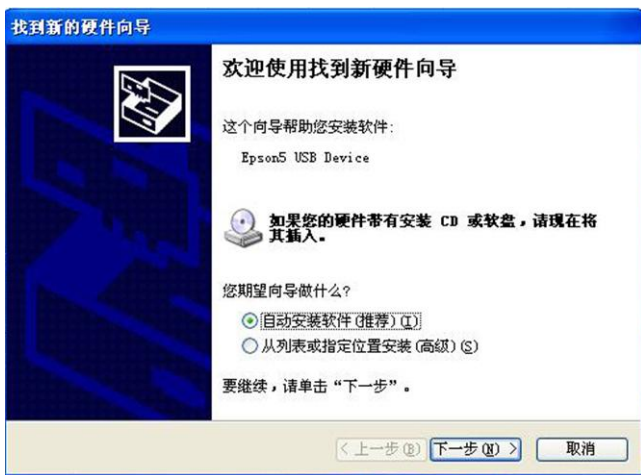 找到新的硬件向导
欢迎使用找到新硬件向导
这个向导帮助您安装软件:
Epson5 USB Device
如果您的硬件带有安装 CD 或软盘，请现在将
其插入。
您期望向导做什么?
自动安装软件(推荐)(I)
从列表或指定位置安装(高级)(S)
要继续，请单击“下一步”。
< 上一步(B) 下一步(N) > 取消